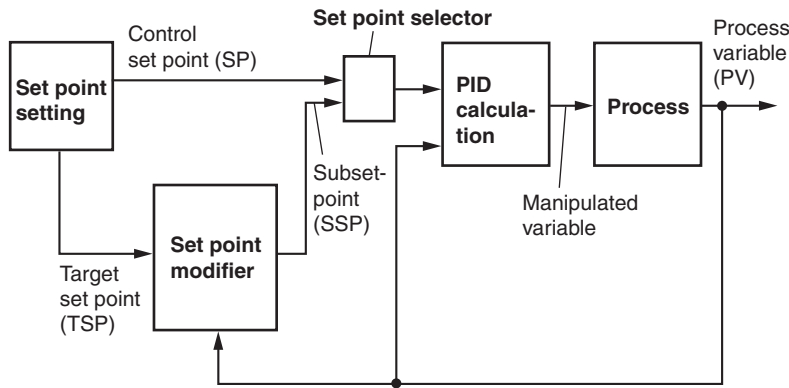 Set point selector
Control
set point (SP)
Process
variable
(PV)
Set point
setting
PID
calcula-
tion
Process
Subset-
point
(SSP)
Manipulated
variable
Set point
modifier
Target
set point
(TSP)